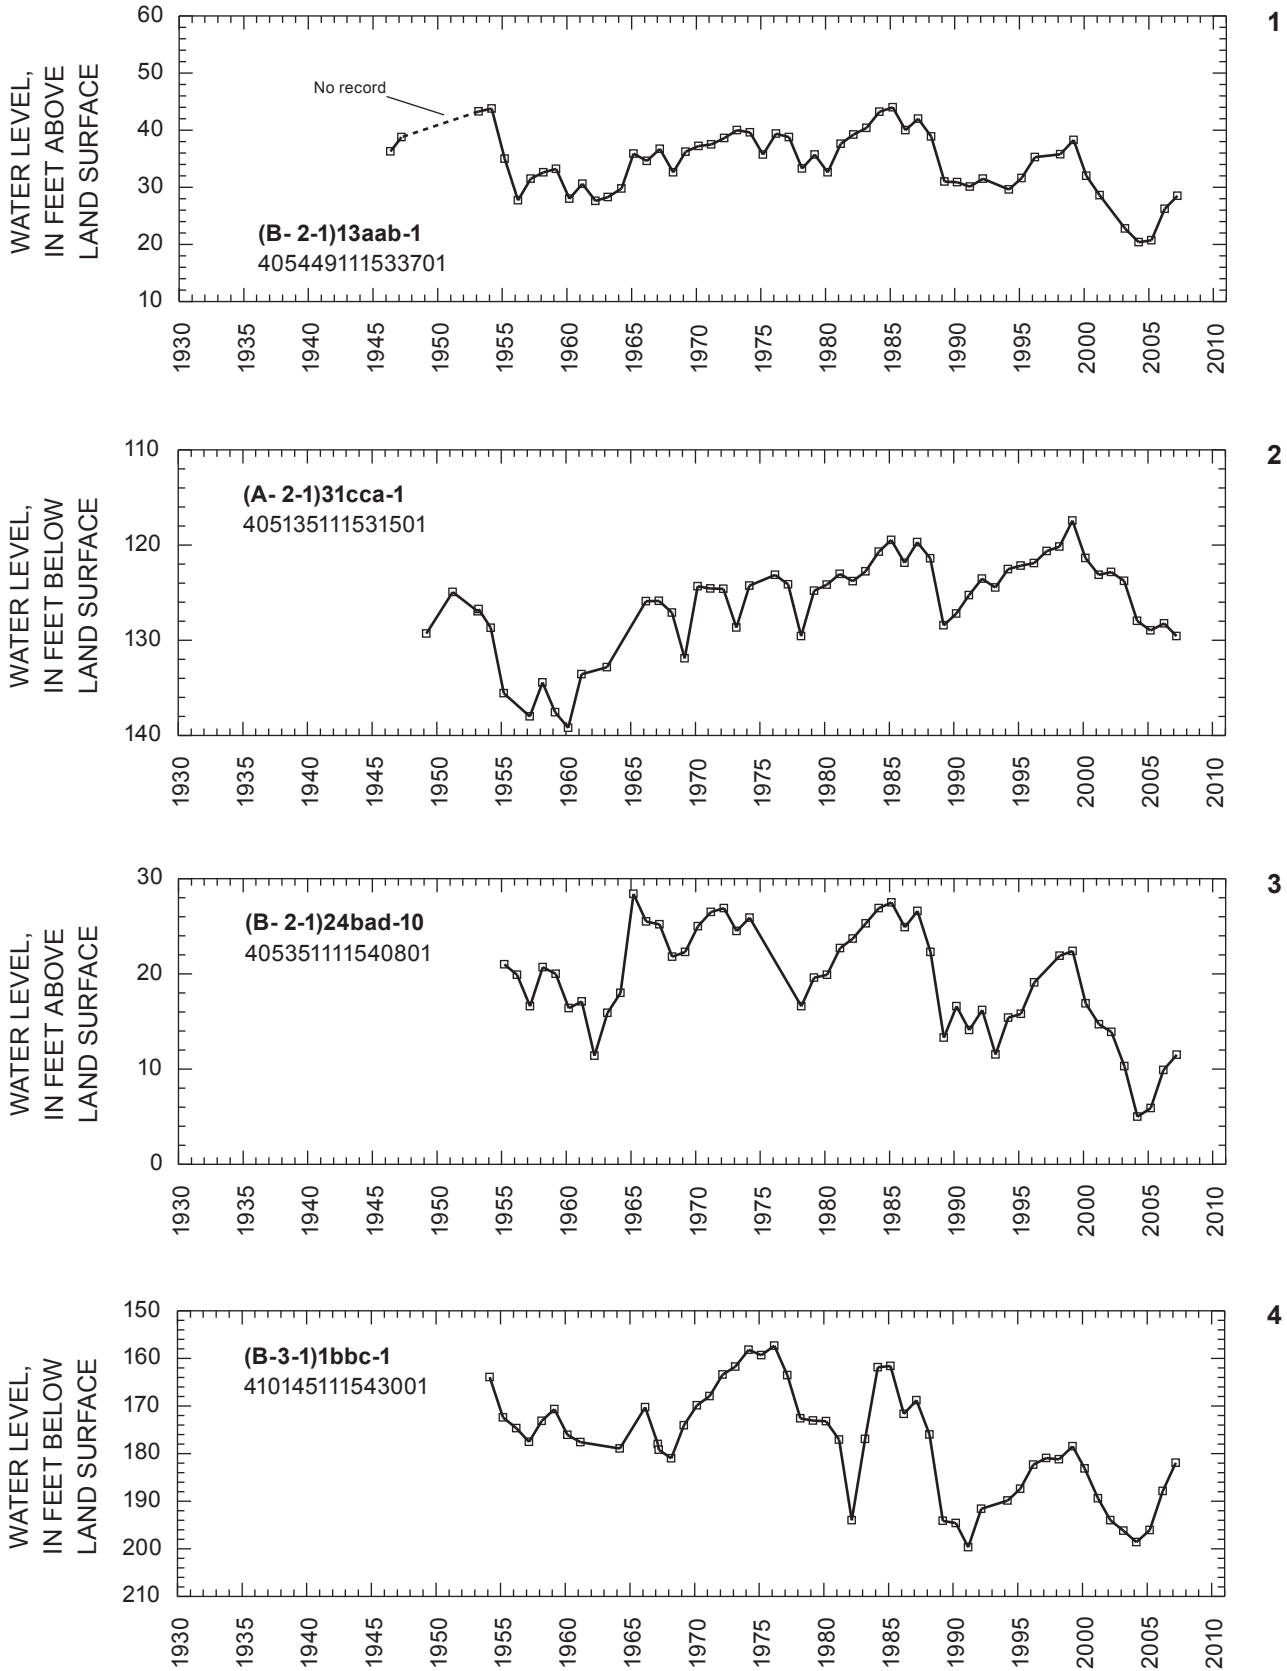 1
WATER LEVEL,
IN FEET ABOVE
LAND SURFACE
60
50
40
30
20
10
No record
(B- 2-1)13aab-1
405449111533701
1930 1935 1940 1945 1950 1955 1960 1965 1970 1975 1980 1985 1990 1995 2000 2005 2010
2
WATER LEVEL,
IN FEET BELOW
LAND SURFACE
110
120
130
140
(A- 2-1)31cca-1
405135111531501
1930 1935 1940 1945 1950 1955 1960 1965 1970 1975 1980 1985 1990 1995 2000 2005 2010
3
WATER LEVEL,
IN FEET ABOVE
LAND SURFACE
30
20
10
0
(B- 2-1)24bad-10
405351111540801
1930 1935 1940 1945 1950 1955 1960 1965 1970 1975 1980 1985 1990 1995 2000 2005 2010
4
WATER LEVEL,
IN FEET BELOW
LAND SURFACE
150
160
170
180
190
200
210
(B-3-1)1bbc-1
410145111543001
1930 1935 1940 1945 1950 1955 1960 1965 1970 1975 1980 1985 1990 1995 2000 2005 2010